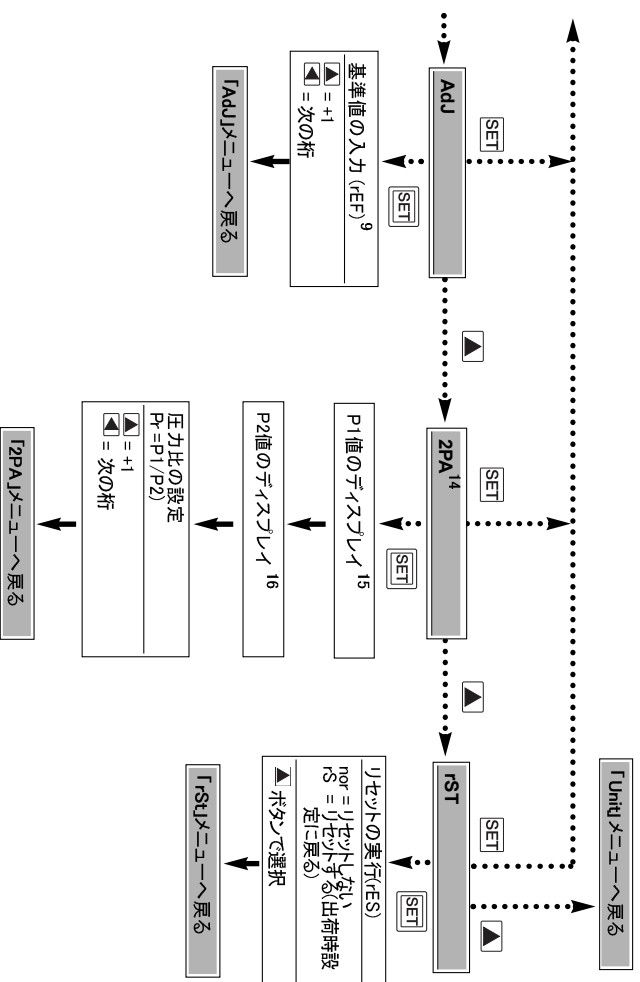 AdJ
SET
SET
基準値の入力 (rEF)9
▲ = +1
◀ = 次の桁
「AdJ」メニューへ戻る
▲
2PA14
SET
SET
P1値のディスプレイ15
P2値のディスプレイ16
圧力比の設定
Pr=P1/P2)
▲ = +1
◀ = 次の桁
「2PA」メニューへ戻る
▲
rST
SET
SET
▲
「Unit」メニューへ戻る
リセットの実行(rES)
nor = リセットしない
rS = リセットする(出荷時設
定に戻る)
▲ ボタンで選択
「rSt」メニューへ戻る